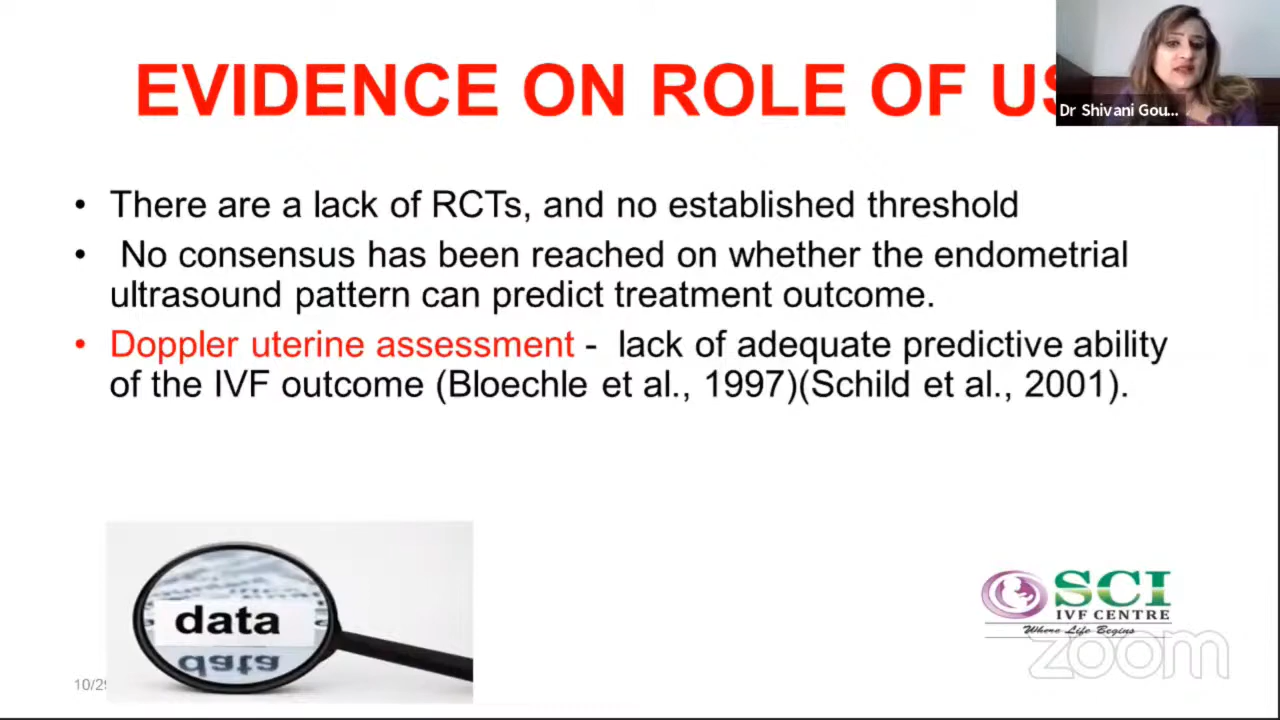 EVIDENCE ON ROLE OF US
Dr Shivani Gou...
• There are a lack of RCTs, and no established threshold
• No consensus has been reached on whether the endometrial
ultrasound pattern can predict treatment outcome.
• Doppler uterine assessment - lack of adequate predictive ability
of the IVF outcome (Bloechle et al., 1997)(Schild et al., 2001).
data
data
SCI
IVF CENTRE
Where Life Begins
zoom
10/29